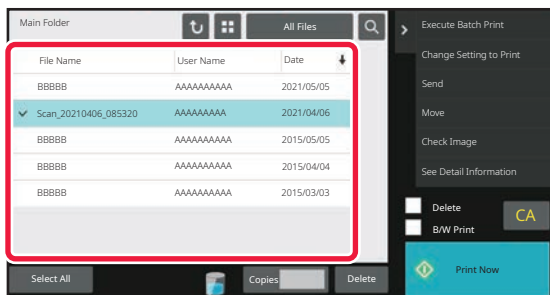 Main Folder
All Files
File Name User Name Date
BBBBB AAAAAAAAAA 2021/05/05
Scan_20210406_085320 AAAAAAAAA 2021/04/06
BBBBB AAAAAAAAAA 2015/05/05
BBBBB AAAAAAAAAA 2015/04/04
BBBBB AAAAAAAAAA 2015/03/03
Select All
Copies
Delete
Execute Batch Print
Change Setting to Print
Send
Move
Check Image
See Detail Information
Delete
B/W Print
CA
Print Now